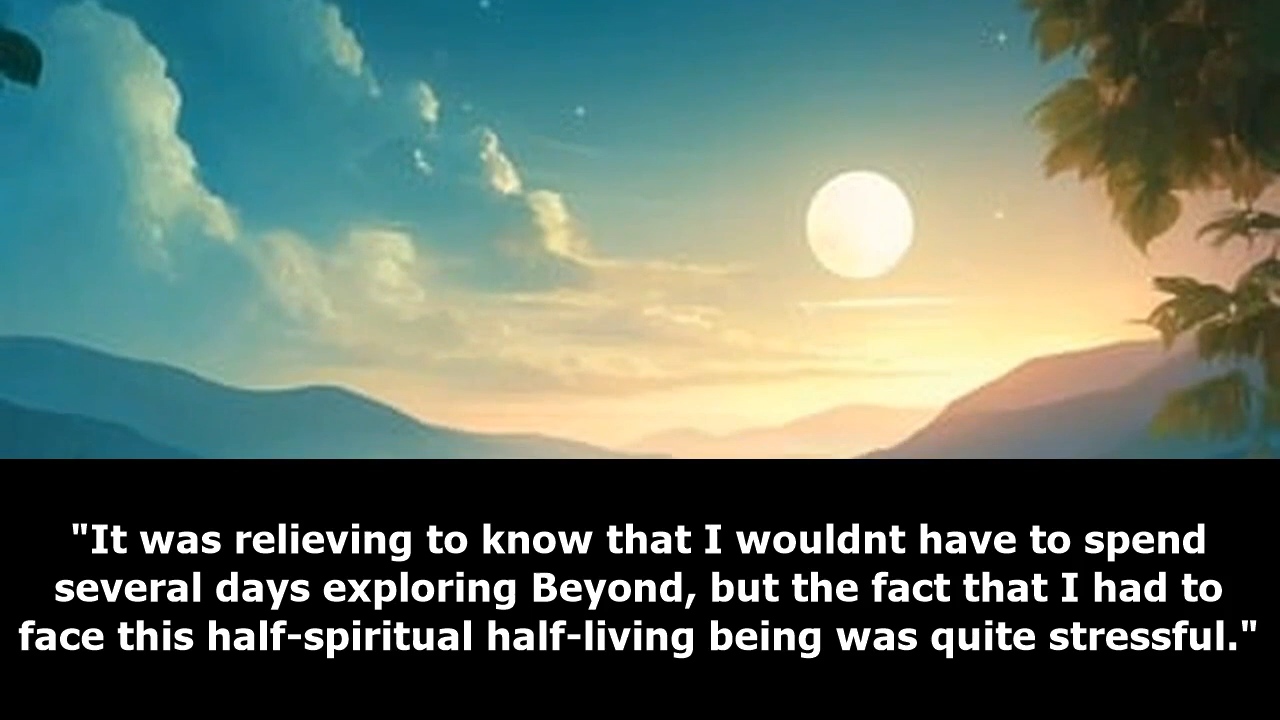 "It was relieving to know that I wouldnt have to spend
several days exploring Beyond, but the fact that I had to
face this half-spiritual half-living being was quite stressful."